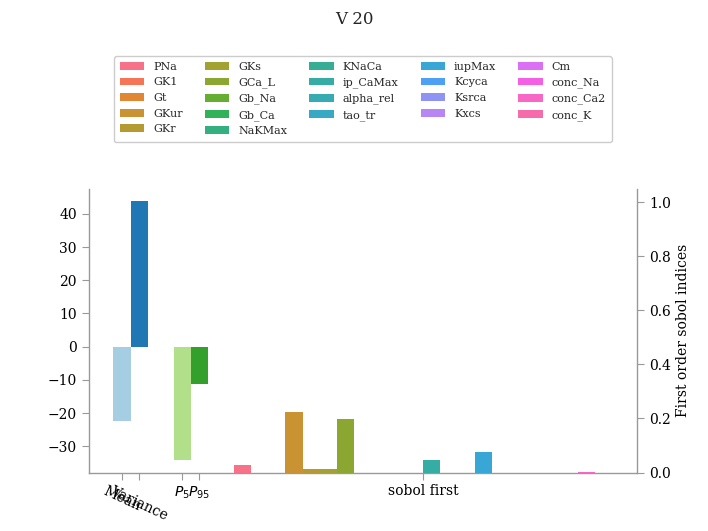 V 20
PNa
GK1
Gt
GKur
GKr
GKs
GCa_L
Gb_Na
Gb_Ca
NaKMax
KNaCa
ip_CaMax
alpha_rel
tao_tr
iupMax
Kcyca
Ksrca
Kxcs
Cm
conc_Na
conc_Ca2
conc_K
40
30
20
10
0
−10
−20
−30
1.0
0.8
0.6
0.4
0.2
0.0
First order sobol indices
Mean
Variance
P5
P95
sobol first